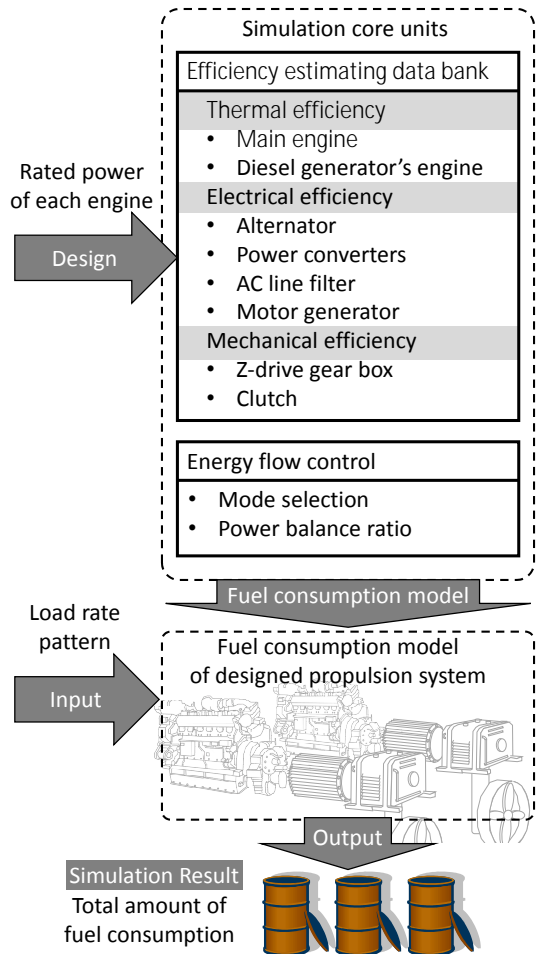 Simulation core units
Efficiency estimating data bank
Thermal efficiency
• Main engine
• Diesel generator's engine
Electrical efficiency
• Alternator
• Power converters
• AC line filter
• Motor generator
Mechanical efficiency
• Z-drive gear box
• Clutch
Rated power
of each engine
Design
Energy flow control
• Mode selection
• Power balance ratio
Fuel consumption model
Load rate
pattern
Input
Fuel consumption model
of designed propulsion system
Output
Simulation Result
Total amount of
fuel consumption